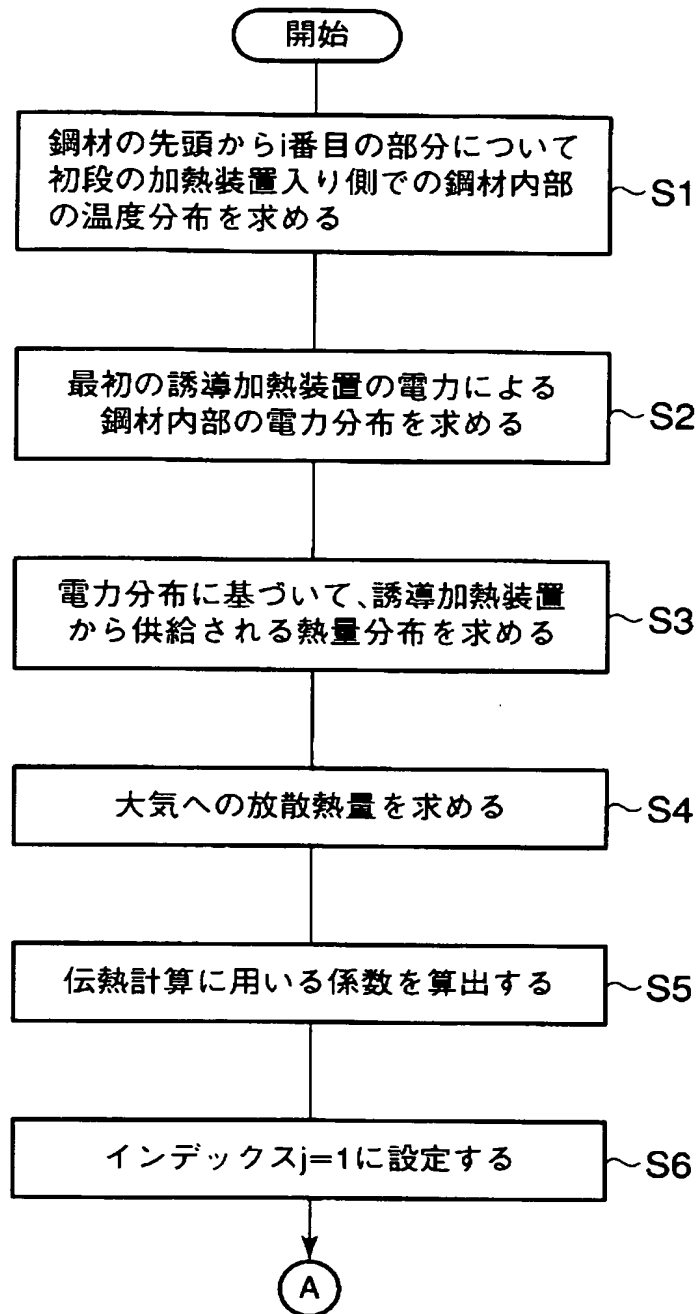 開始
鋼材の先頭からi番目の部分について
初段の加熱装置入り側での鋼材内部
の温度分布を求める
~S1
最初の誘導加熱装置の電力による
鋼材内部の電力分布を求める
~S2
電力分布に基づいて、誘導加熱装置
から供給される熱量分布を求める
~S3
大気への放散熱量を求める
~S4
伝熱計算に用いる係数を算出する
~S5
インデックスj=1に設定する
~S6
A